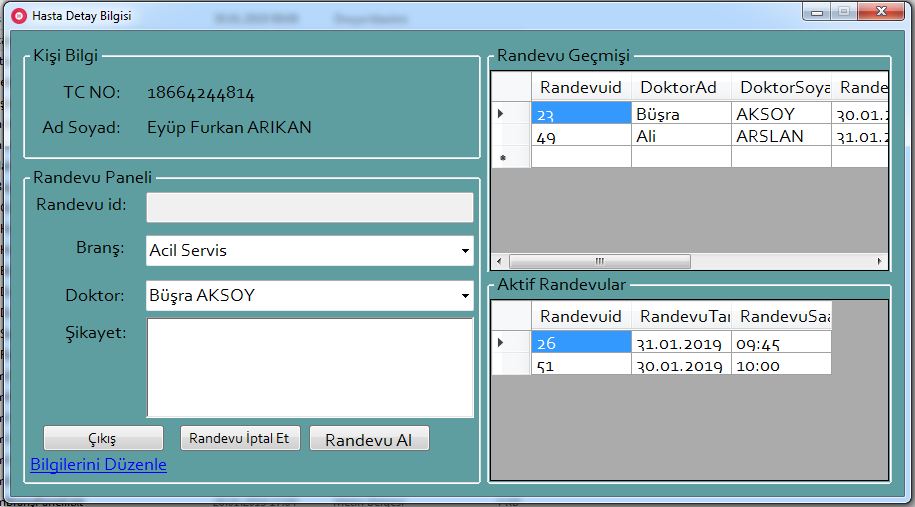 Hasta Detay Bilgisi
Kişi Bilgi
TC NO: 18664244814
Ad Soyad: Eyüp Furkan ARIKAN
Randevu Paneli
Randevu id:
Branş: Acil Servis
Doktor: Büşra AKSOY
Şikayet:
Çıkış Randevu İptal Et Randevu Al
Bilgilerini Düzenle
Randevu Geçmişi
Randevuid DoktorAd DoktorSoya Rande
23 Büşra AKSOY 30.01.2
49 Ali ARSLAN 31.01.2
*
Aktif Randevular
Randevuid RandevuTar RandevuSaa
26 31.01.2019 09:45
51 30.01.2019 10:00